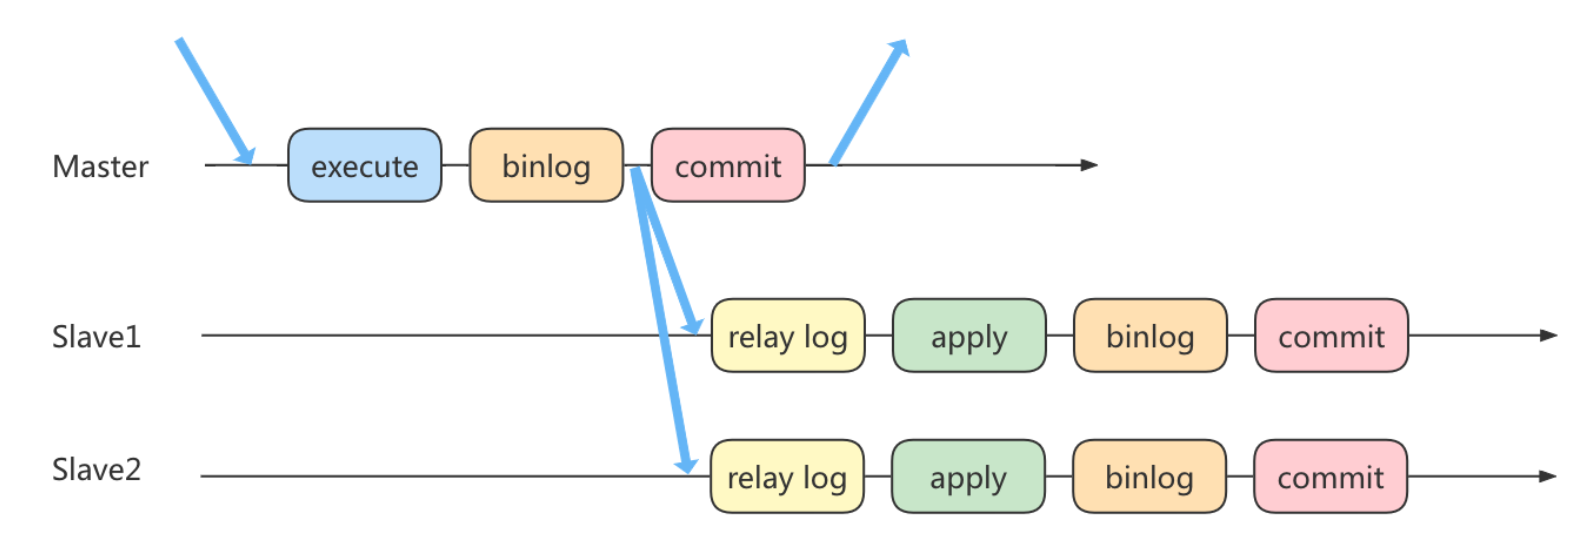 Master execute binlog commit
Slave1 relay log apply binlog commit
Slave2 relay log apply binlog commit